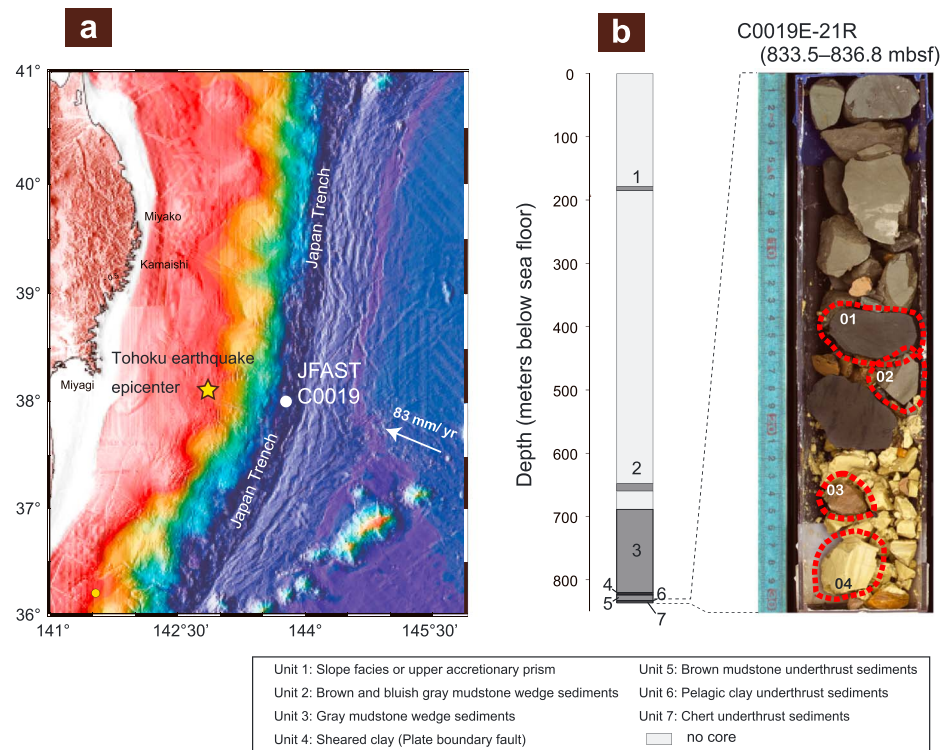 a
b
C0019E-21R
(833.5–836.8 mbsf)
41°
40°
39°
38°
37°
36°
141°
142°30'
144°
145°30'
Miyako
Kamaishi
Miyagi
Japan Trench
Tohoku earthquake
epicenter
JFAST
C0019
83 mm/ yr
Japan Trench
Depth (meters below sea floor)
0
100
200
300
400
500
600
700
800
1
2
3
4
5
6
7
01
02
03
04
Unit 1: Slope facies or upper accretionary prism
Unit 2: Brown and bluish gray mudstone wedge sediments
Unit 3: Gray mudstone wedge sediments
Unit 4: Sheared clay (Plate boundary fault)
Unit 5: Brown mudstone underthrust sediments
Unit 6: Pelagic clay underthrust sediments
Unit 7: Chert underthrust sediments
no core